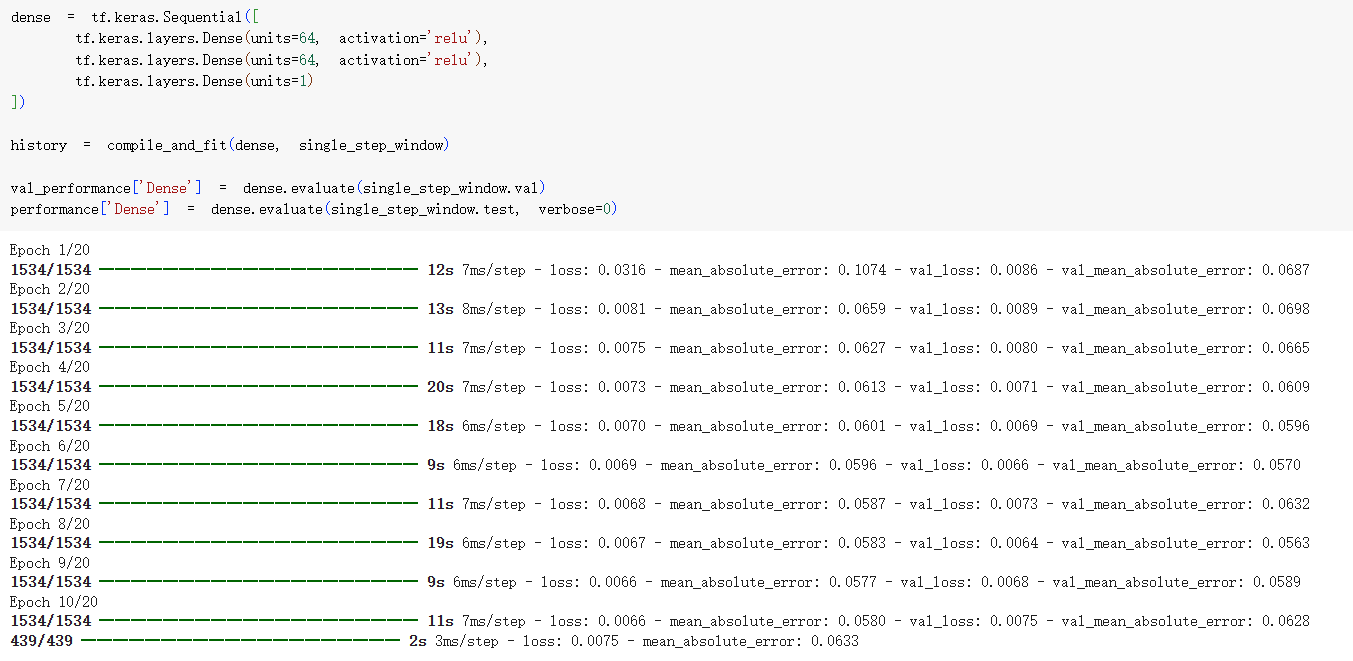 dense = tf.keras.Sequential([
tf.keras.layers.Dense(units=64, activation='relu'),
tf.keras.layers.Dense(units=64, activation='relu'),
tf.keras.layers.Dense(units=1)
])
history = compile_and_fit(dense, single_step_window)
val_performance['Dense'] = dense.evaluate(single_step_window.val)
performance['Dense'] = dense.evaluate(single_step_window.test, verbose=0)
Epoch 1/20
1534/1534 12s 7ms/step - loss: 0.0316 - mean_absolute_error: 0.1074 - val_loss: 0.0086 - val_mean_absolute_error: 0.0687
Epoch 2/20
1534/1534 13s 8ms/step - loss: 0.0081 - mean_absolute_error: 0.0659 - val_loss: 0.0089 - val_mean_absolute_error: 0.0698
Epoch 3/20
1534/1534 11s 7ms/step - loss: 0.0075 - mean_absolute_error: 0.0627 - val_loss: 0.0080 - val_mean_absolute_error: 0.0665
Epoch 4/20
1534/1534 20s 7ms/step - loss: 0.0073 - mean_absolute_error: 0.0613 - val_loss: 0.0071 - val_mean_absolute_error: 0.0609
Epoch 5/20
1534/1534 18s 6ms/step - loss: 0.0070 - mean_absolute_error: 0.0601 - val_loss: 0.0069 - val_mean_absolute_error: 0.0596
Epoch 6/20
1534/1534 9s 6ms/step - loss: 0.0069 - mean_absolute_error: 0.0596 - val_loss: 0.0066 - val_mean_absolute_error: 0.0570
Epoch 7/20
1534/1534 11s 7ms/step - loss: 0.0068 - mean_absolute_error: 0.0587 - val_loss: 0.0073 - val_mean_absolute_error: 0.0632
Epoch 8/20
1534/1534 19s 6ms/step - loss: 0.0067 - mean_absolute_error: 0.0583 - val_loss: 0.0064 - val_mean_absolute_error: 0.0563
Epoch 9/20
1534/1534 9s 6ms/step - loss: 0.0066 - mean_absolute_error: 0.0577 - val_loss: 0.0068 - val_mean_absolute_error: 0.0589
Epoch 10/20
1534/1534 11s 7ms/step - loss: 0.0066 - mean_absolute_error: 0.0580 - val_loss: 0.0075 - val_mean_absolute_error: 0.0628
439/439 2s 3ms/step - loss: 0.0075 - mean_absolute_error: 0.0633